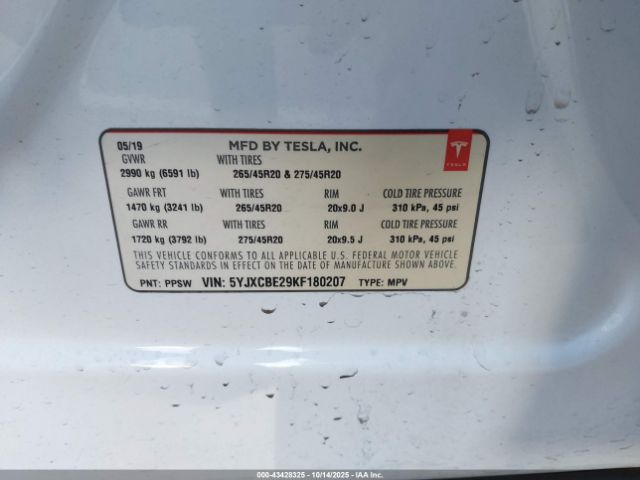 05/19 MFD BY TESLA, INC.
GVWR WITH TIRES
2990 kg (6591 lb) 265/45R20 & 275/45R20
TESLA
GAWR FRT WITH TIRES RIM COLD TIRE PRESSURE
1470 kg (3241 lb) 265/45R20 20x9.0 J 310 kPa, 45 psi
GAWR RR WITH TIRES RIM COLD TIRE PRESSURE
1720 kg (3792 lb) 275/45R20 20x9.5 J 310 kPa, 45 psi
THIS VEHICLE CONFORMS TO ALL APPLICABLE U.S. FEDERAL MOTOR VEHICLE
SAFETY STANDARDS IN EFFECT ON THE DATE OF MANUFACTURE SHOWN ABOVE.
PNT: PPSW VIN: 5YJXCBE29KF180207 TYPE: MPV
000-43428325 - 10/14/2025 - IAA Inc.